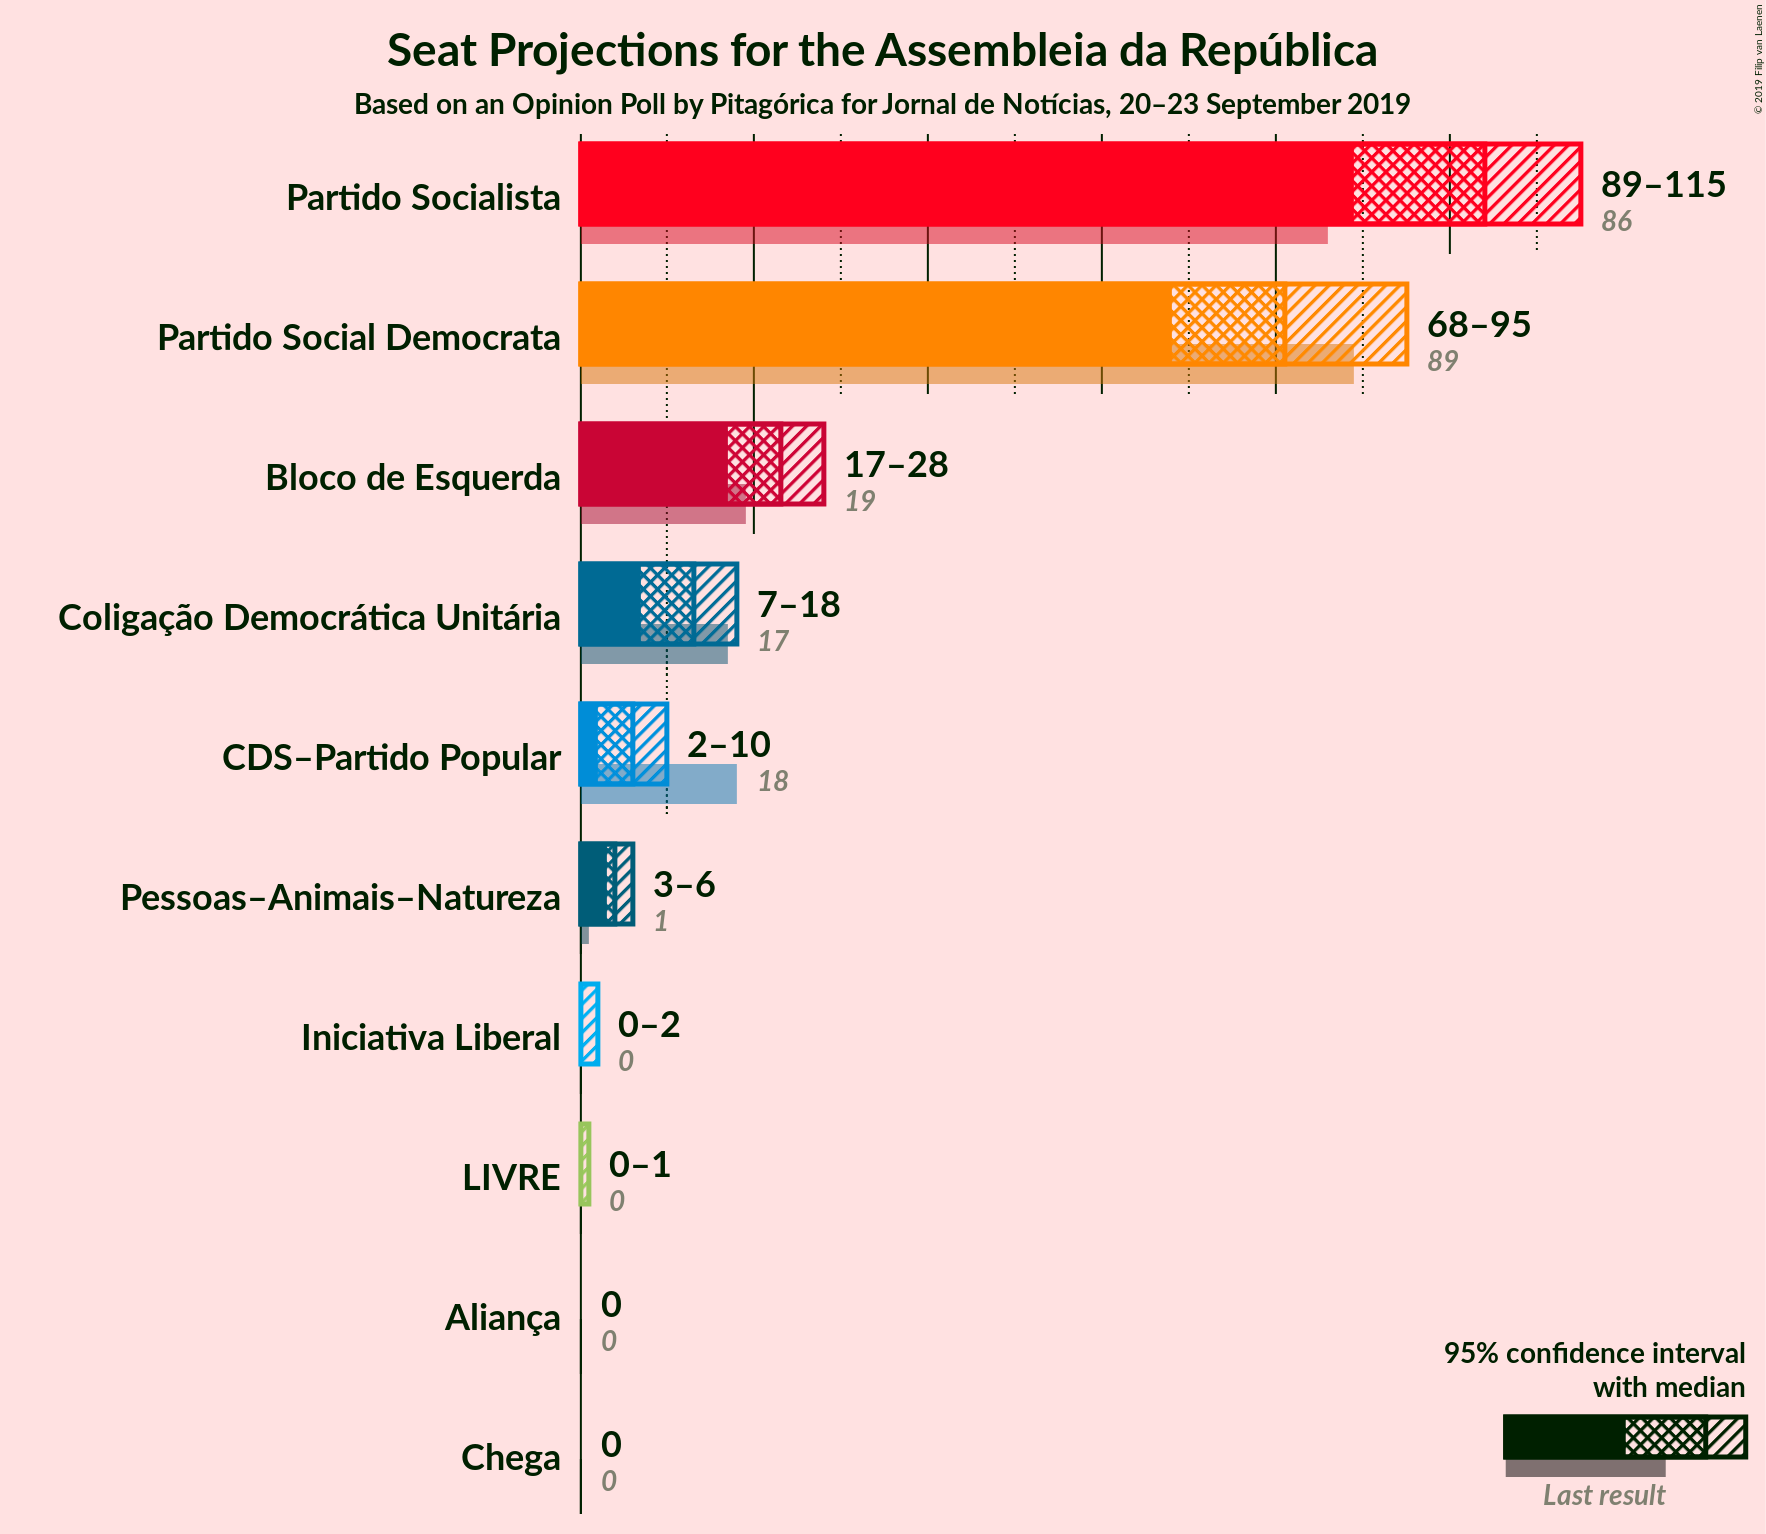 Seat Projections for the Assembleia da República
Based on an Opinion Poll by Pitagórica for Jornal de Notícias, 20–23 September 2019
© 2019 Filip van Laenen
Partido Socialista
89–115
86
Partido Social Democrata
68–95
89
Bloco de Esquerda
17–28
19
Coligação Democrática Unitária
7–18
17
CDS–Partido Popular
2–10
18
Pessoas–Animais–Natureza
3–6
1
Iniciativa Liberal
0–2
0
LIVRE
0–1
0
Aliança
0
0
Chega
0
0
95% confidence interval
with median
Last result